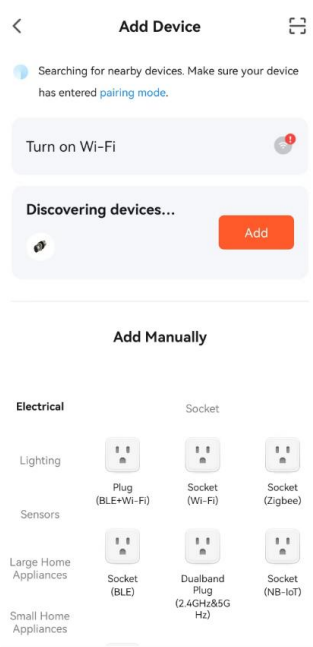 Add Device
Searching for nearby devices. Make sure your device
has entered pairing mode.
Turn on Wi-Fi
Discovering devices...
Add
Add Manually
Electrical
Socket
Lighting
Plug
(BLE+Wi-Fi)
Socket
(Wi-Fi)
Socket
(Zigbee)
Sensors
Large Home
Appliances
Socket
(BLE)
Dualband
Plug
(2.4GHz&5G
Hz)
Socket
(NB-IoT)
Small Home
Appliances